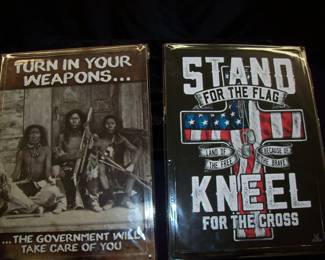 TURN IN YOUR
WEAPONS...
...THE GOVERNMENT WILL
TAKE CARE OF YOU
STAND
FOR THE FLAG
LAND OF
THE FREE
BECAUSE OF
THE BRAVE
KNEEL
FOR THE CROSS